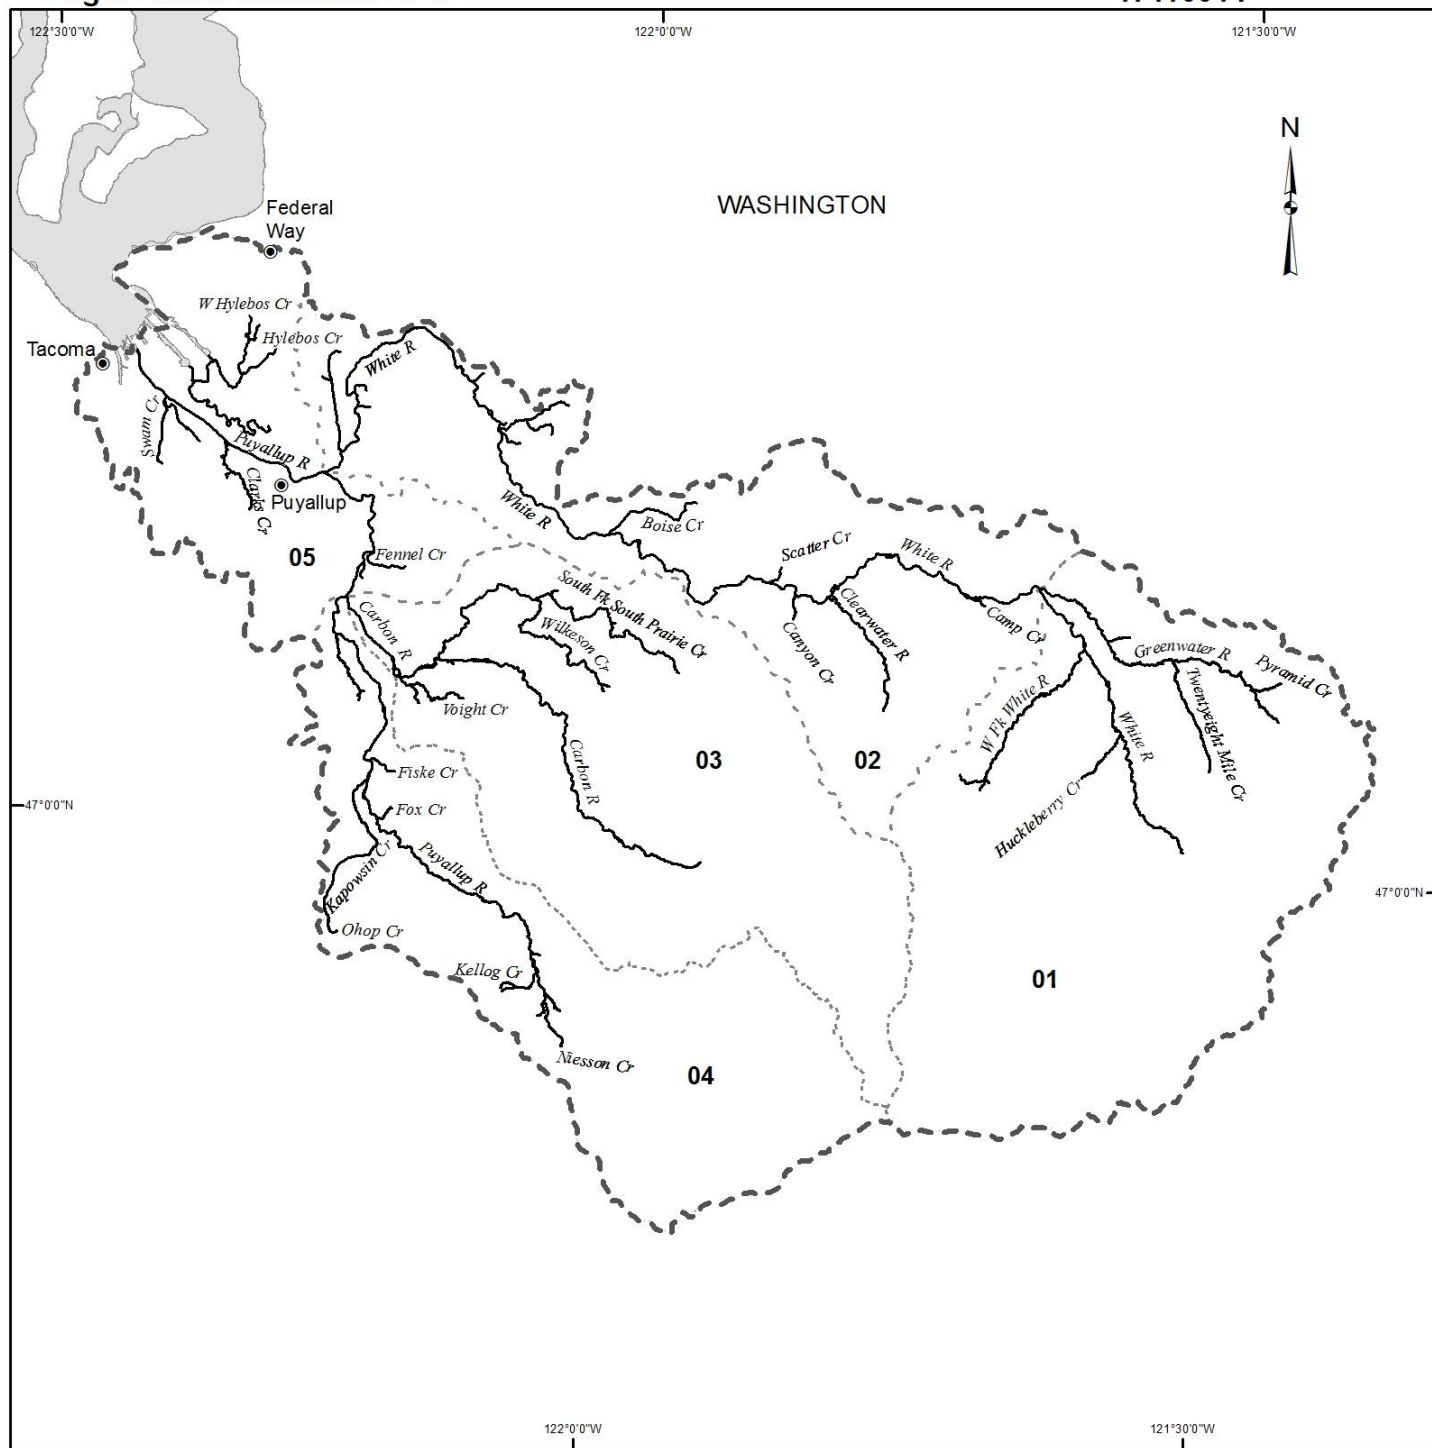 122°30'0"W
122°0'0"W
121°30'0"W
N
WASHINGTON
Federal
Way
W Hylebos Cr
Hylebos Cr
Tacoma
White R
Swam Cr
Puyallup R
Clarks Cr
Puyallup
White R
Boise Cr
05
Fennel Cr
Scatter Cr
White R
South Fk South Prairie Cr
Carbon R
Wilkeson Cr
Clearwater R
Canyon Cr
Camp Cr
Greenwater R
Pyramid Cr
Voight Cr
W Fk White R
White R
Twentyeight Mile Cr
03
02
Fiske Cr
Carbon R
47°0'0"N
Fox Cr
Huckleberry Cr
Puyallup R
Kapowsin Cr
47°0'0"N
Ohop Cr
Kellog Cr
01
Niesson Cr
04
122°0'0"W
121°30'0"W